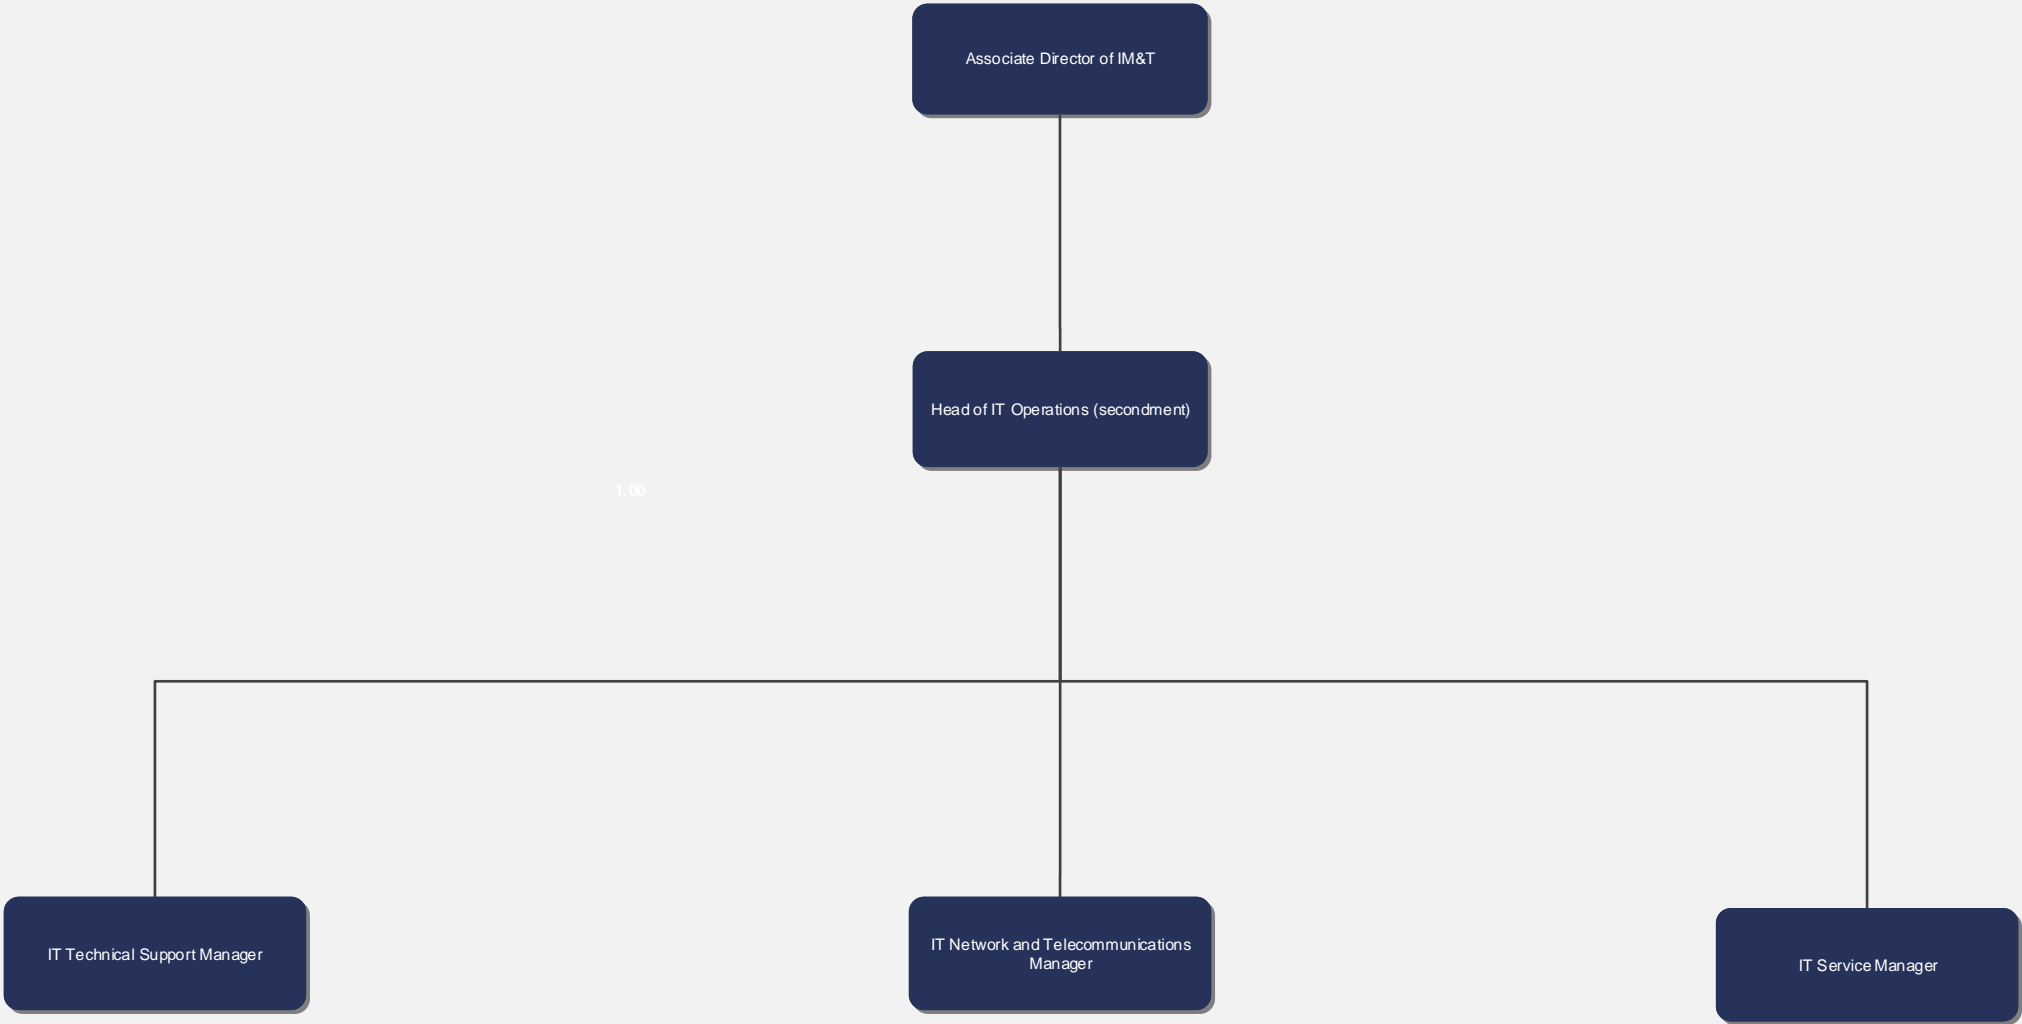 Associate Director of IM&T
Head of IT Operations (secondment)
1.00
IT Technical Support Manager
IT Network and Telecommunications
Manager
IT Service Manager